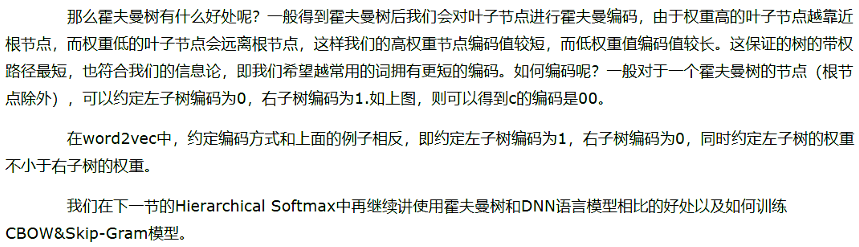 那么霍夫曼树有什么好处呢？一般得到霍夫曼树后我们会对叶子节点进行霍夫曼编码，由于权重高的叶子节点越靠近
根节点，而权重低的叶子节点会远离根节点，这样我们的高权重节点编码值较短，而低权重值编码值较长。这保证的树的带权
路径最短，也符合我们的信息论，即我们希望越常用的词拥有更短的编码。如何编码呢？一般对于一个霍夫曼树的节点（根节
点除外），可以约定左子树编码为0，右子树编码为1.如上图，则可以得到c的编码是00。
在word2vec中，约定编码方式和上面的例子相反，即约定左子树编码为1，右子树编码为0，同时约定左子树的权重
不小于右子树的权重。
我们在下一节的Hierarchical Softmax中再继续讲使用霍夫曼树和DNN语言模型相比的好处以及如何训练
CBOW&Skip-Gram模型。